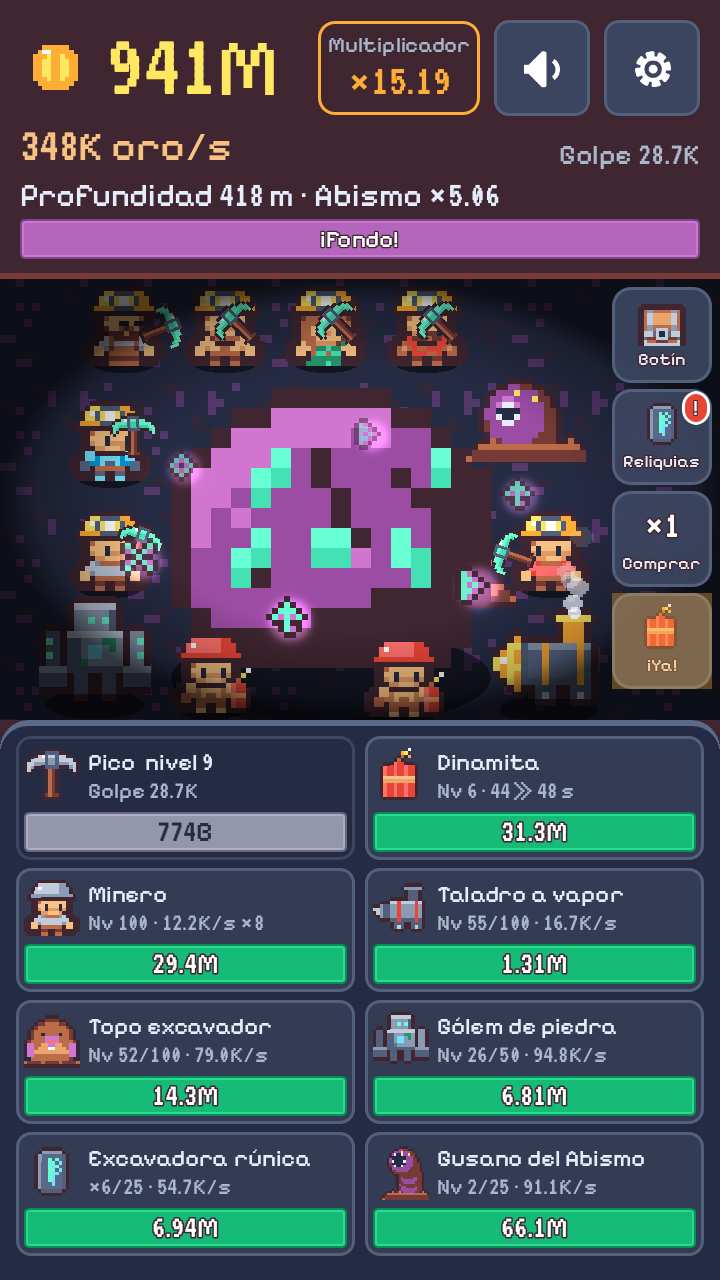 941M
Multiplicador
×15.19
348K oro/s
Golpe 28.7K
Profundidad 418 m · Abismo ×5.06
¡Fondo!
Botín
!
Reliquias
×1
Comprar
¡Ya!
Pico nivel 9
Golpe 28.7K
774B
Dinamita
Nv 6 · 44 » 48 s
31.3M
Minero
Nv 100 · 12.2K/s ×8
29.4M
Taladro a vapor
Nv 55/100 · 16.7K/s
1.31M
Topo excavador
Nv 52/100 · 79.0K/s
14.3M
Gólem de piedra
Nv 26/50 · 94.8K/s
6.81M
Excavadora rúnica
×6/25 · 54.7K/s
6.94M
Gusano del Abismo
Nv 2/25 · 91.1K/s
66.1M